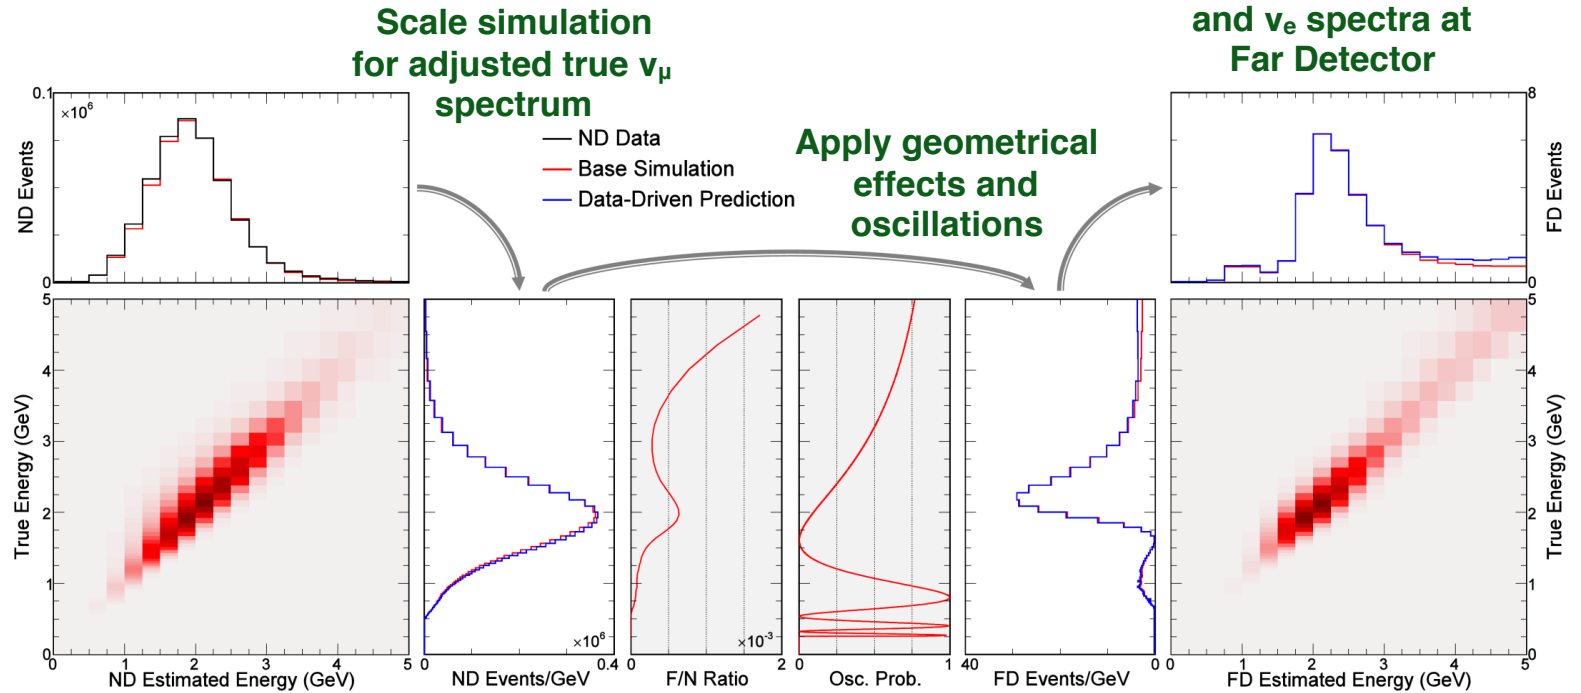 Scale simulation
for adjusted true νμ
spectrum
and νe spectra at
Far Detector
ND Data
Base Simulation
Data-Driven Prediction
Apply geometrical
effects and
oscillations
0.1
×10⁶
0
ND Events
8
0
FD Events
5
4
3
2
1
0
True Energy (GeV)
0 1 2 3 4 5
ND Estimated Energy (GeV)
×10⁶
0 0.4
ND Events/GeV
×10⁻³
0 2
F/N Ratio
0 1
Osc. Prob.
40 0
FD Events/GeV
5
4
3
2
1
0
True Energy (GeV)
0 1 2 3 4 5
FD Estimated Energy (GeV)